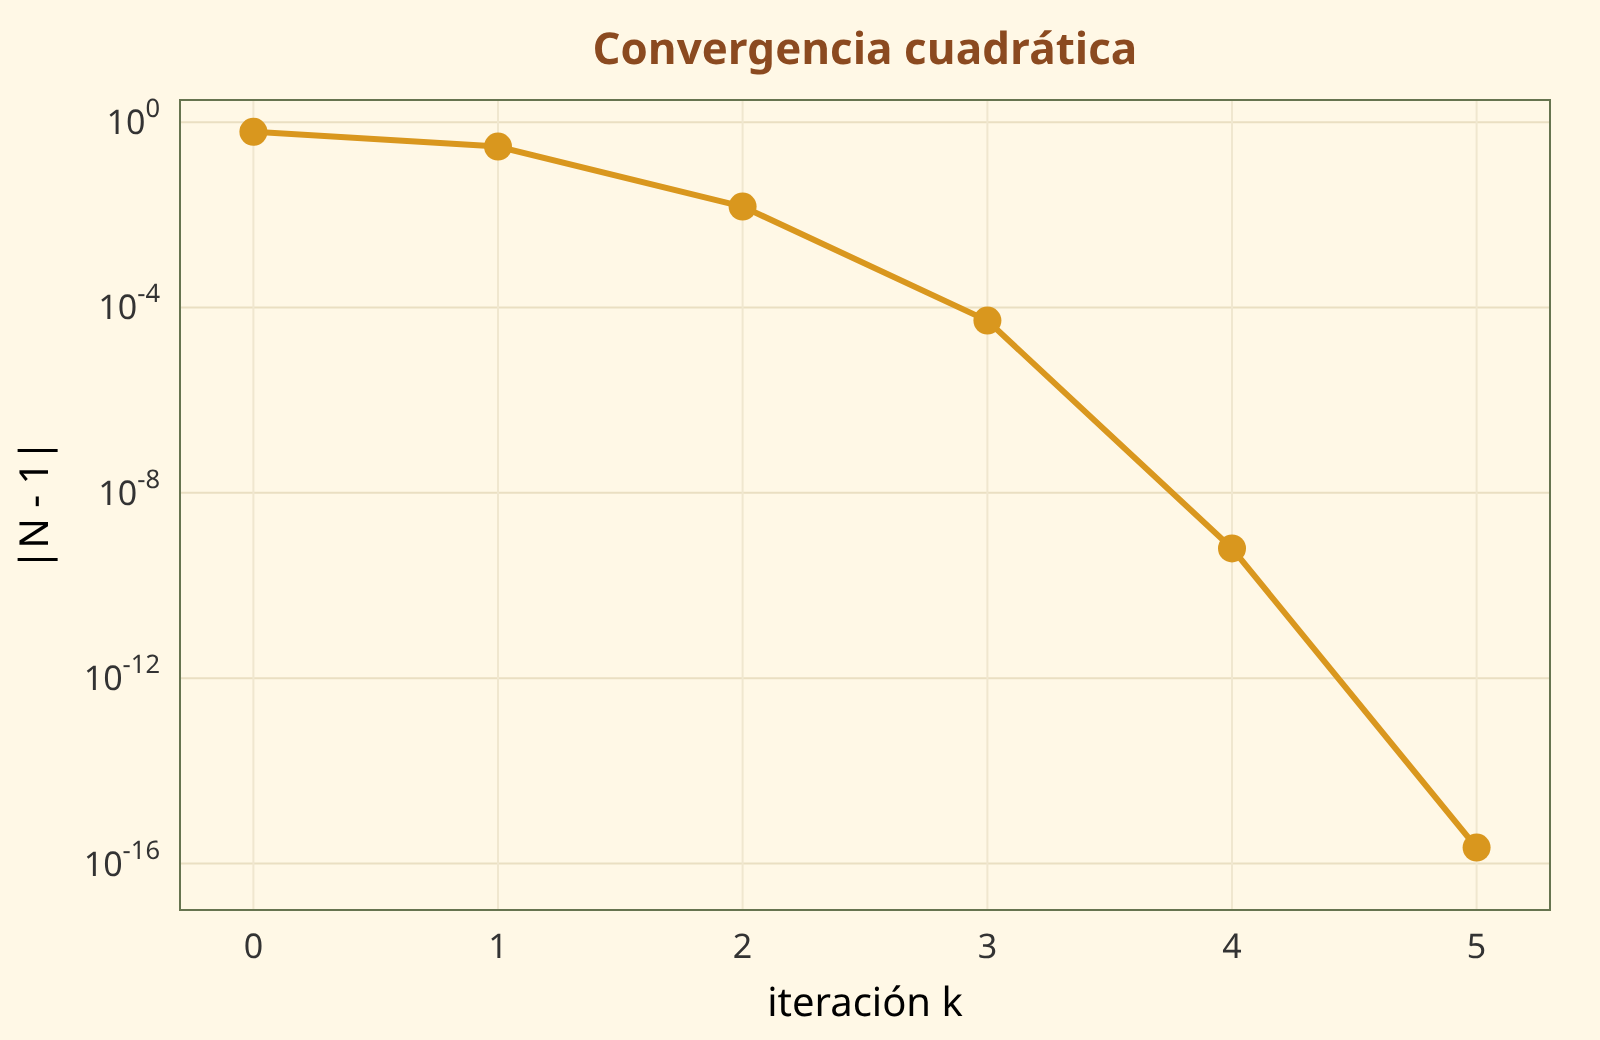 Convergencia cuadrática
|N - 1|
10^0
10^-4
10^-8
10^-12
10^-16
0 1 2 3 4 5
iteración k